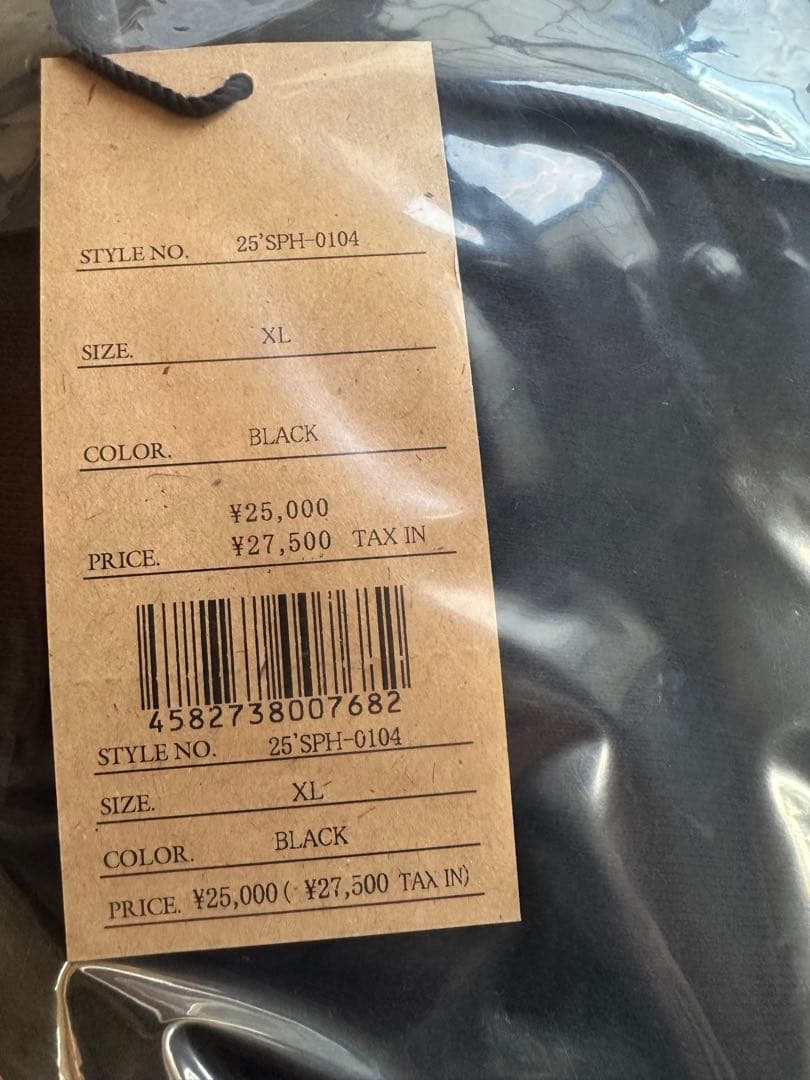 STYLE NO. 25'SPH-0104
SIZE. XL
COLOR. BLACK
¥25,000
PRICE. ¥27,500 TAX IN
4582738007682
STYLE NO. 25'SPH-0104
SIZE. XL
COLOR. BLACK
PRICE. ¥25,000( ¥27,500 TAX IN)